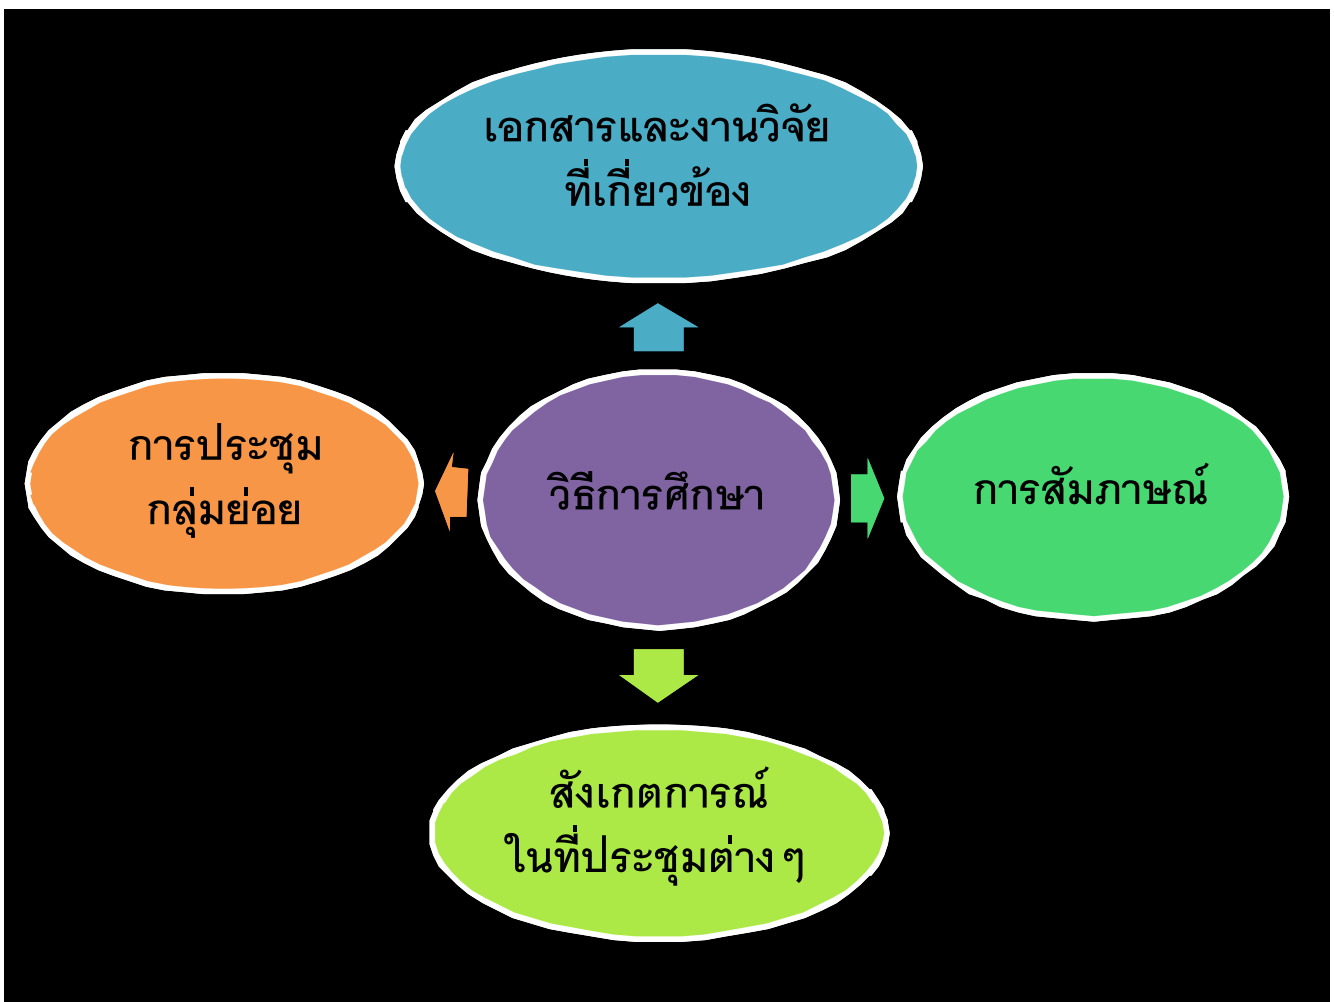 เอกสารและงานวิจัย
ที่เกี่ยวข้อง
การประชุม
กลุ่มย่อย
วิธีการศึกษา
การสัมภาษณ์
สังเกตการณ์
ในที่ประชุมต่าง ๆ